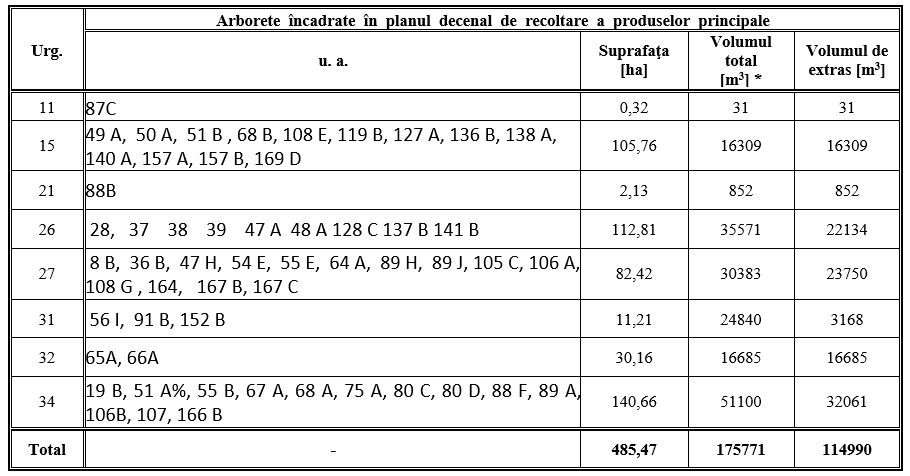 Arborete încadrate în planul decenal de recoltare a produselor principale
Urg.
u. a.
Suprafața
[ha]
Volumul
total
[m³] *
Volumul de
extras [m³]
11 87C 0,32 31 31
49 A, 50 A, 51 B , 68 B, 108 E, 119 B, 127 A, 136 B, 138 A,
15 105,76 16309 16309
140 A, 157 A, 157 B, 169 D
21 88B 2,13 852 852
26 28, 37 38 39 47 A 48 A 128 C 137 B 141 B 112,81 35571 22134
8 B, 36 B, 47 H, 54 E, 55 E, 64 A, 89 H, 89 J, 105 C, 106 A,
27 82,42 30383 23750
108 G , 164, 167 B, 167 C
31 56 I, 91 B, 152 B 11,21 24840 3168
32 65A, 66A 30,16 16685 16685
19 B, 51 A%, 55 B, 67 A, 68 A, 75 A, 80 C, 80 D, 88 F, 89 A,
34 140,66 51100 32061
106B, 107, 166 B
Total - 485,47 175771 114990